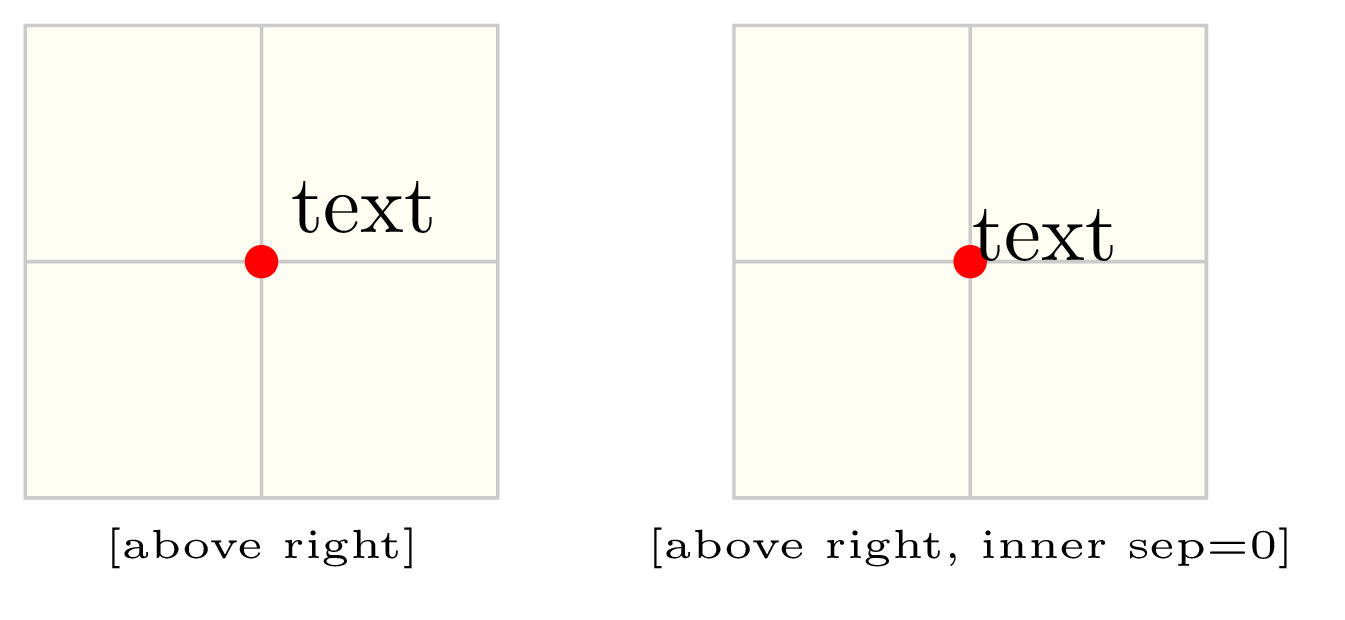 text
text
[above right]
[above right, inner sep=0]